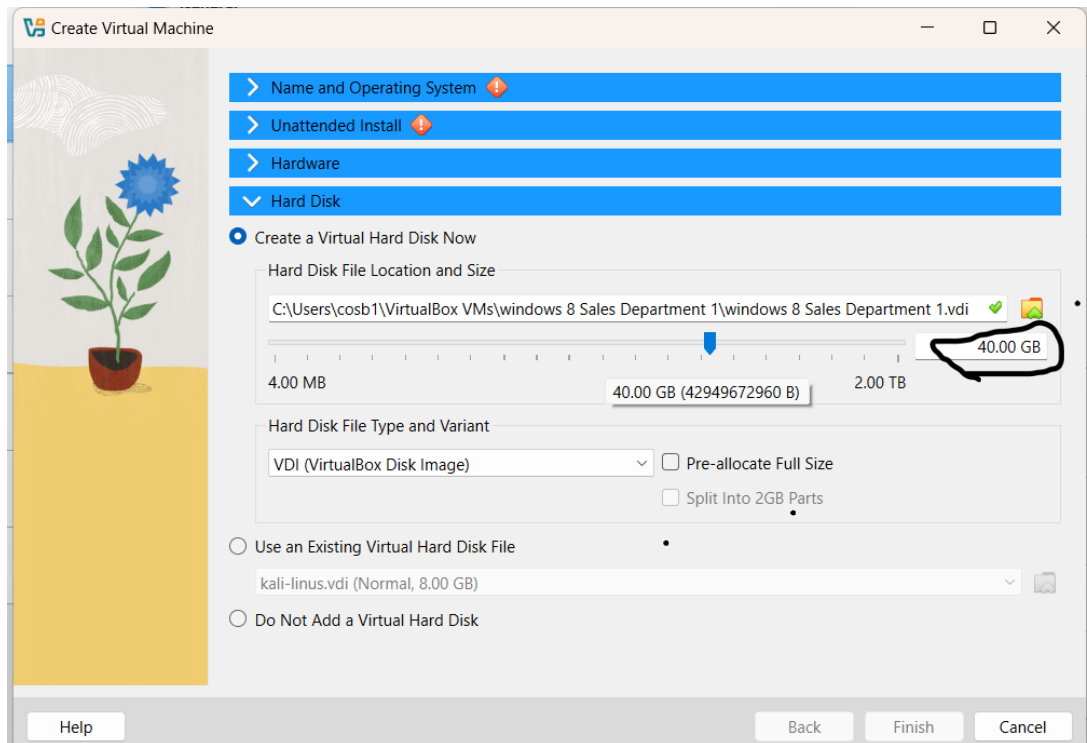 Create Virtual Machine
Name and Operating System
Unattended Install
Hardware
Hard Disk
Create a Virtual Hard Disk Now
Hard Disk File Location and Size
C:\Users\cosb1\VirtualBox VMs\windows 8 Sales Department 1\windows 8 Sales Department 1.vdi
40.00 GB
4.00 MB
2.00 TB
40.00 GB (42949672960 B)
Hard Disk File Type and Variant
VDI (VirtualBox Disk Image)
Pre-allocate Full Size
Split Into 2GB Parts
Use an Existing Virtual Hard Disk File
kali-linus.vdi (Normal, 8.00 GB)
Do Not Add a Virtual Hard Disk
Help
Back
Finish
Cancel